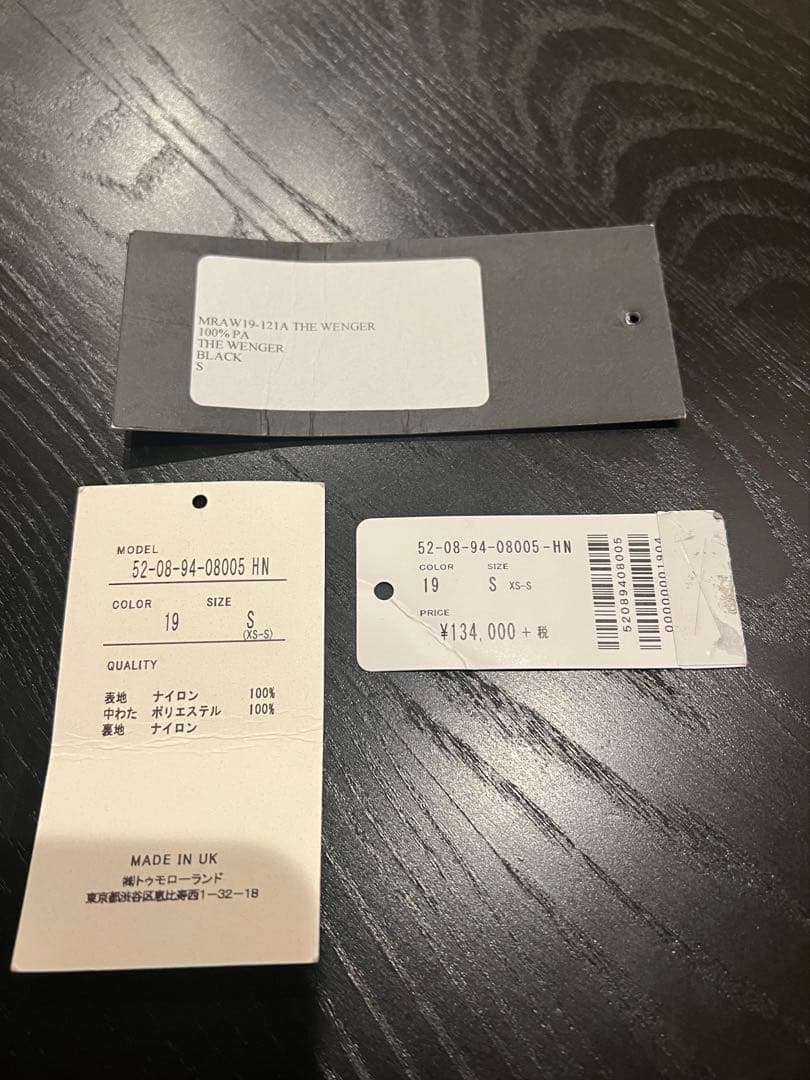 MRAW19-121A THE WENGER
100% PA
THE WENGER
BLACK
S
MODEL
52-08-94-08005 HN
COLOR SIZE
19 S
(XS-S)
QUALITY
表地 ナイロン 100%
中わた ポリエステル 100%
裏地 ナイロン
MADE IN UK
㈱トゥモローランド
東京都渋谷区恵比寿西1-32-18
52-08-94-08005-HN
COLOR SIZE
19 S XS-S
PRICE
¥134,000 + 税
52089408005
00000001904